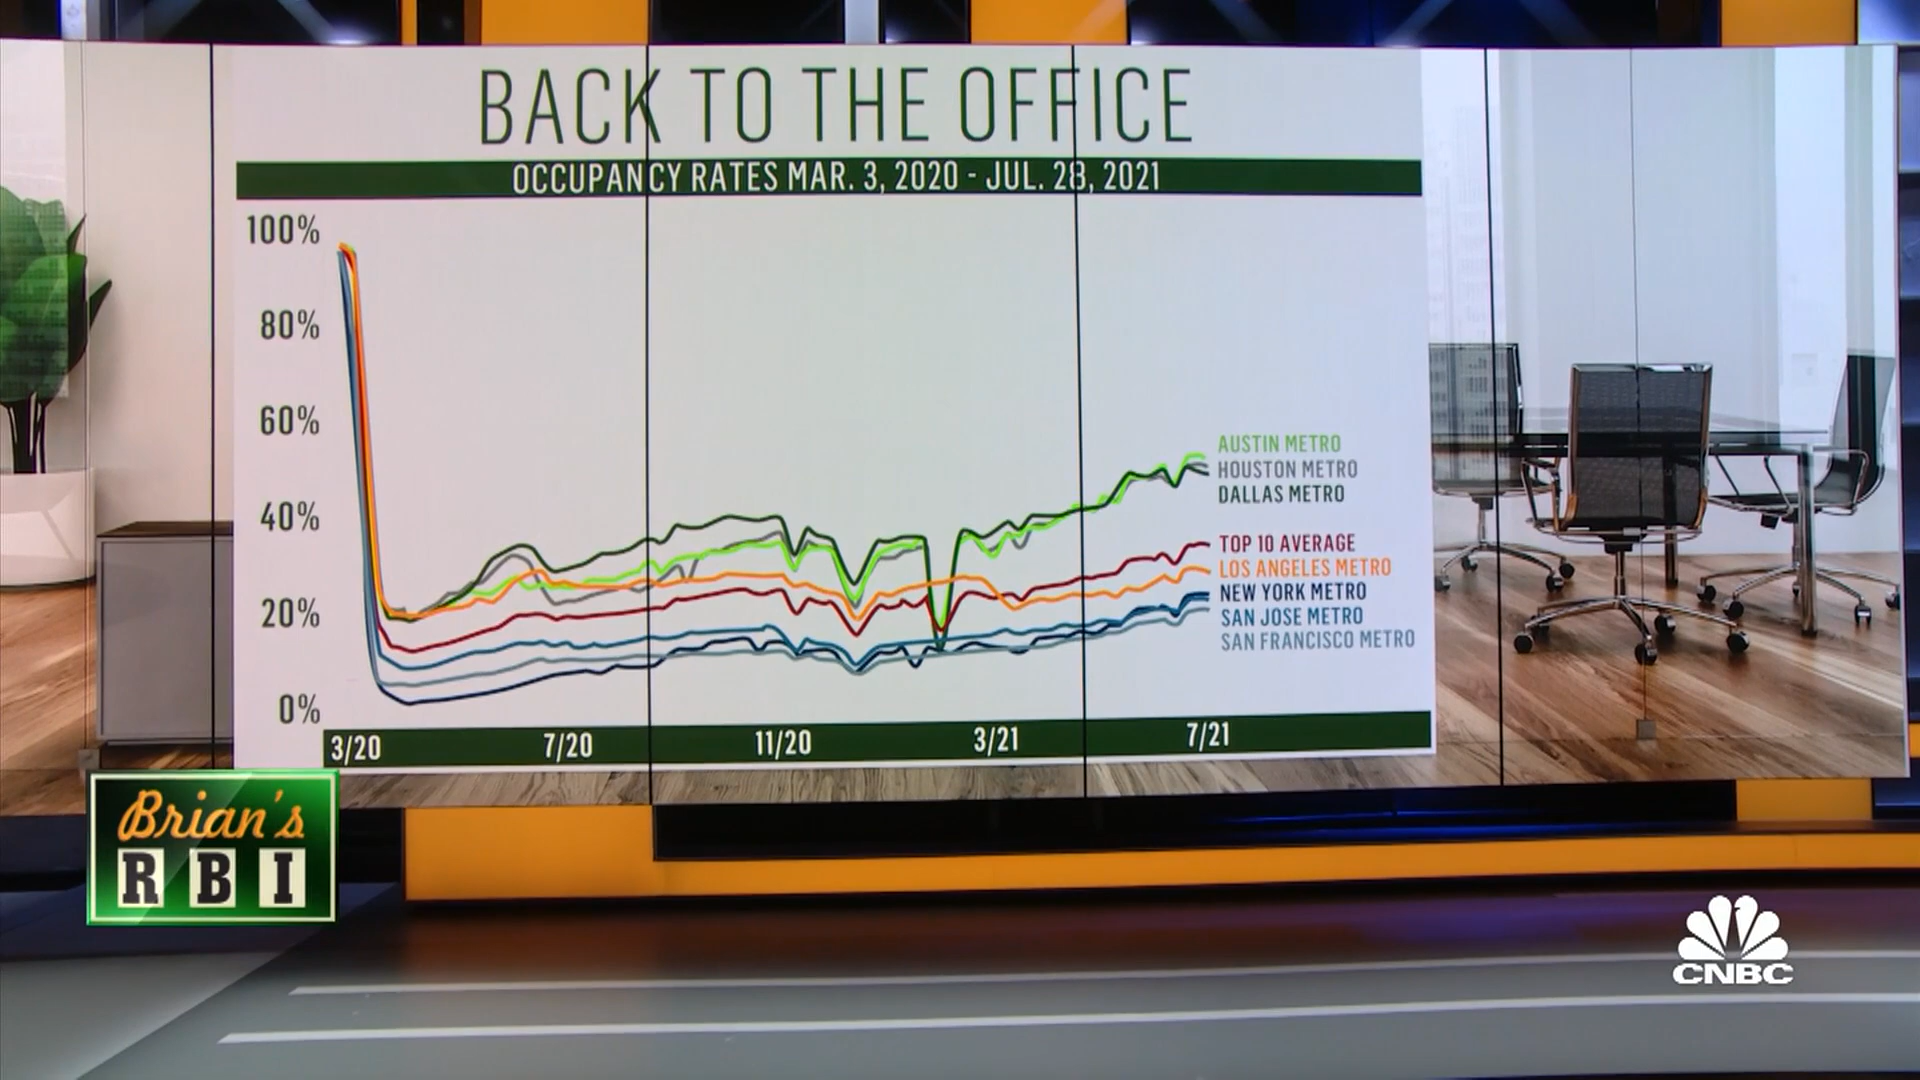 BACK TO THE OFFICE
OCCUPANCY RATES MAR. 3, 2020 - JUL. 28, 2021
100%
80%
60%
40%
20%
0%
AUSTIN METRO
HOUSTON METRO
DALLAS METRO
TOP 10 AVERAGE
LOS ANGELES METRO
NEW YORK METRO
SAN JOSE METRO
SAN FRANCISCO METRO
3/20 7/20 11/20 3/21 7/21
Brian's
RBI
CNBC